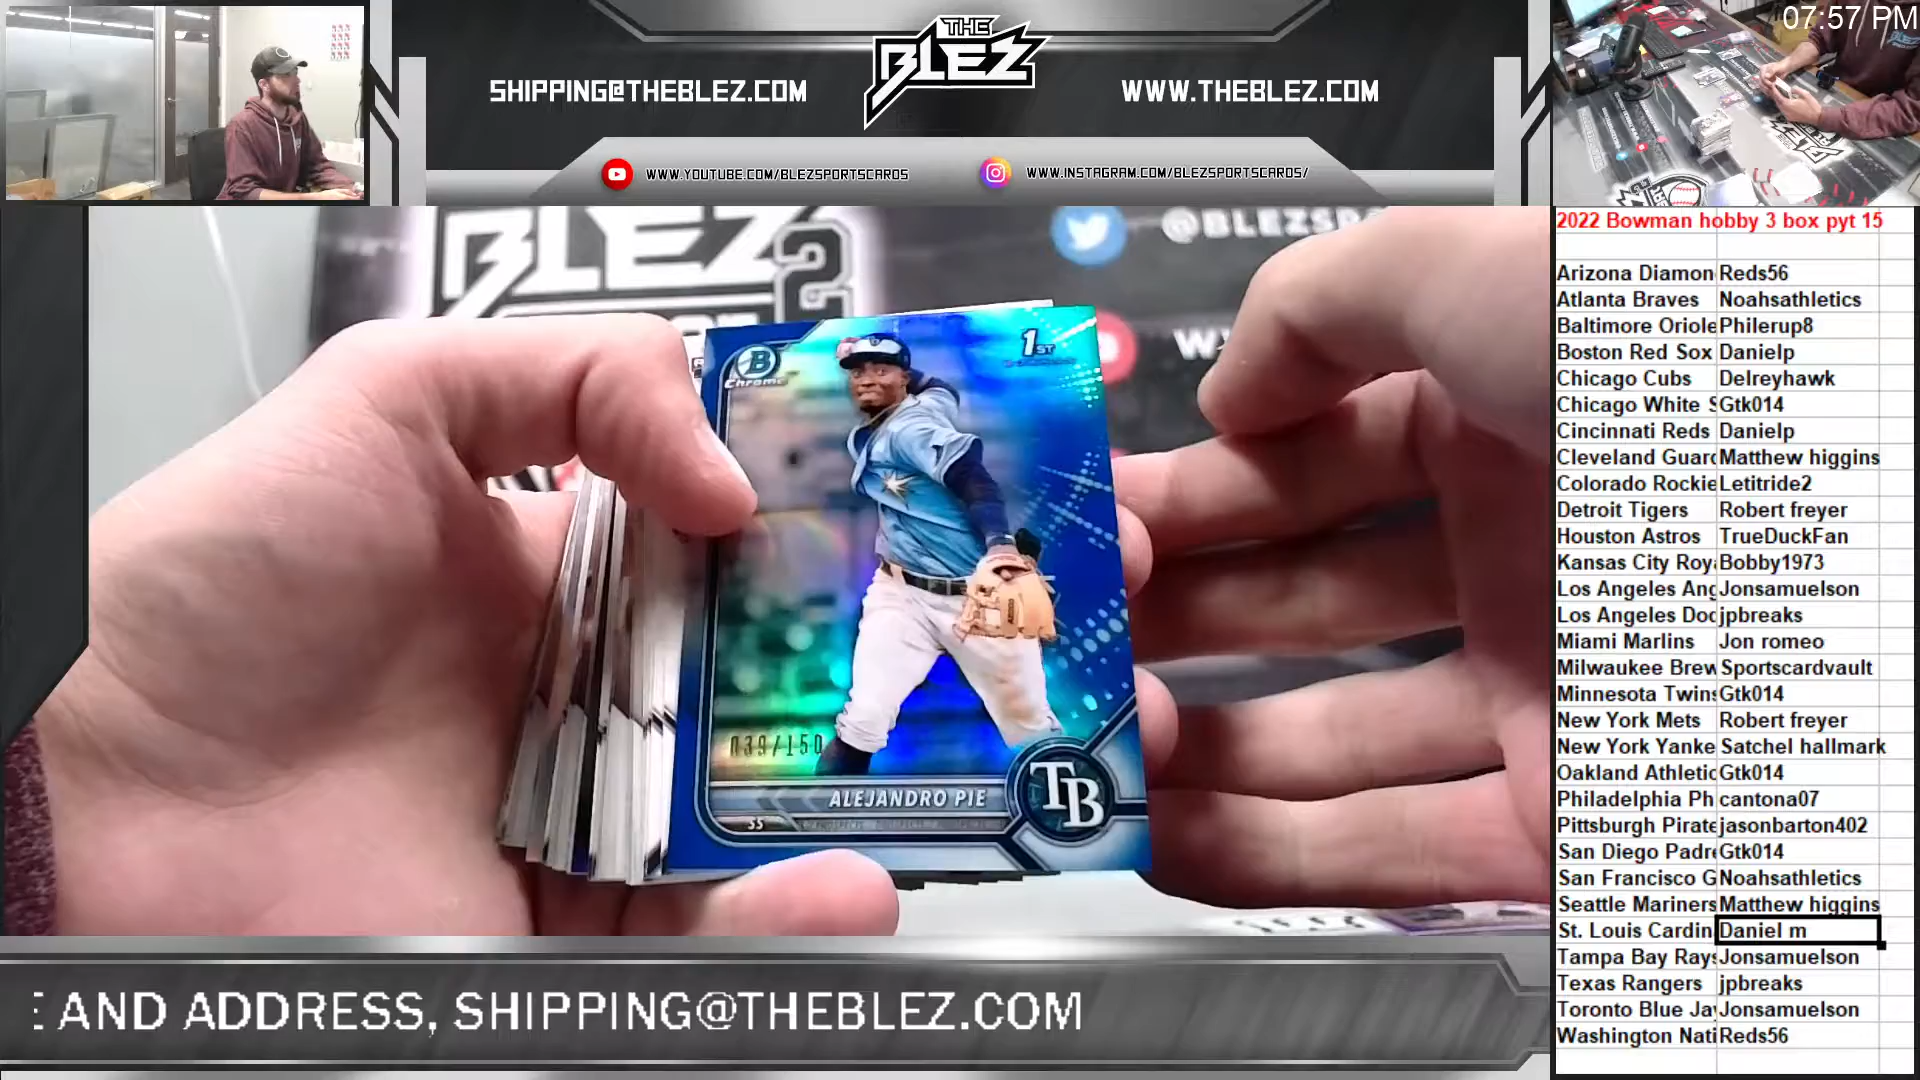 07:57 PM
THE
BLEZ
SHIPPING@THEBLEZ.COM
WWW.THEBLEZ.COM
WWW.YOUTUBE.COM/BLEZSPORTSCARDS
WWW.INSTAGRAM.COM/BLEZSPORTSCARDS/
BLEZ
2
@BLEZSP
B
Chrome
1ST
039/150
ALEJANDRO PIE
SS
TB
2022 Bowman hobby 3 box pyt 15
Arizona Diamon Reds56
Atlanta Braves Noahsathletics
Baltimore Oriole Philerup8
Boston Red Sox Danielp
Chicago Cubs Delreyhawk
Chicago White S Gtk014
Cincinnati Reds Danielp
Cleveland Guard Matthew higgins
Colorado Rockie Letitride2
Detroit Tigers Robert freyer
Houston Astros TrueDuckFan
Kansas City Roya Bobby1973
Los Angeles Ang Jonsamuelson
Los Angeles Dod jpbreaks
Miami Marlins Jon romeo
Milwaukee Brew Sportscardvault
Minnesota Twins Gtk014
New York Mets Robert freyer
New York Yanke Satchel hallmark
Oakland Athletic Gtk014
Philadelphia Ph cantona07
Pittsburgh Pirate jasonbarton402
San Diego Padre Gtk014
San Francisco G Noahsathletics
Seattle Mariners Matthew higgins
St. Louis Cardin Daniel m
Tampa Bay Rays Jonsamuelson
Texas Rangers jpbreaks
Toronto Blue Jay Jonsamuelson
Washington Nati Reds56
E AND ADDRESS, SHIPPING@THEBLEZ.COM